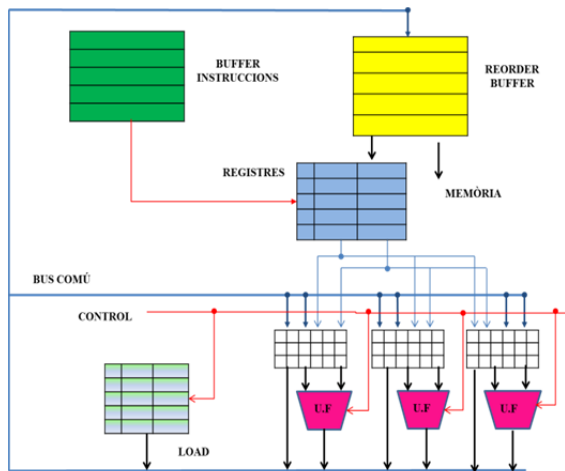 BUFFER
INSTRUCCIONS
REORDER
BUFFER
REGISTRES
MEMÒRIA
BUS COMÚ
CONTROL
U.F
U.F
U.F
LOAD